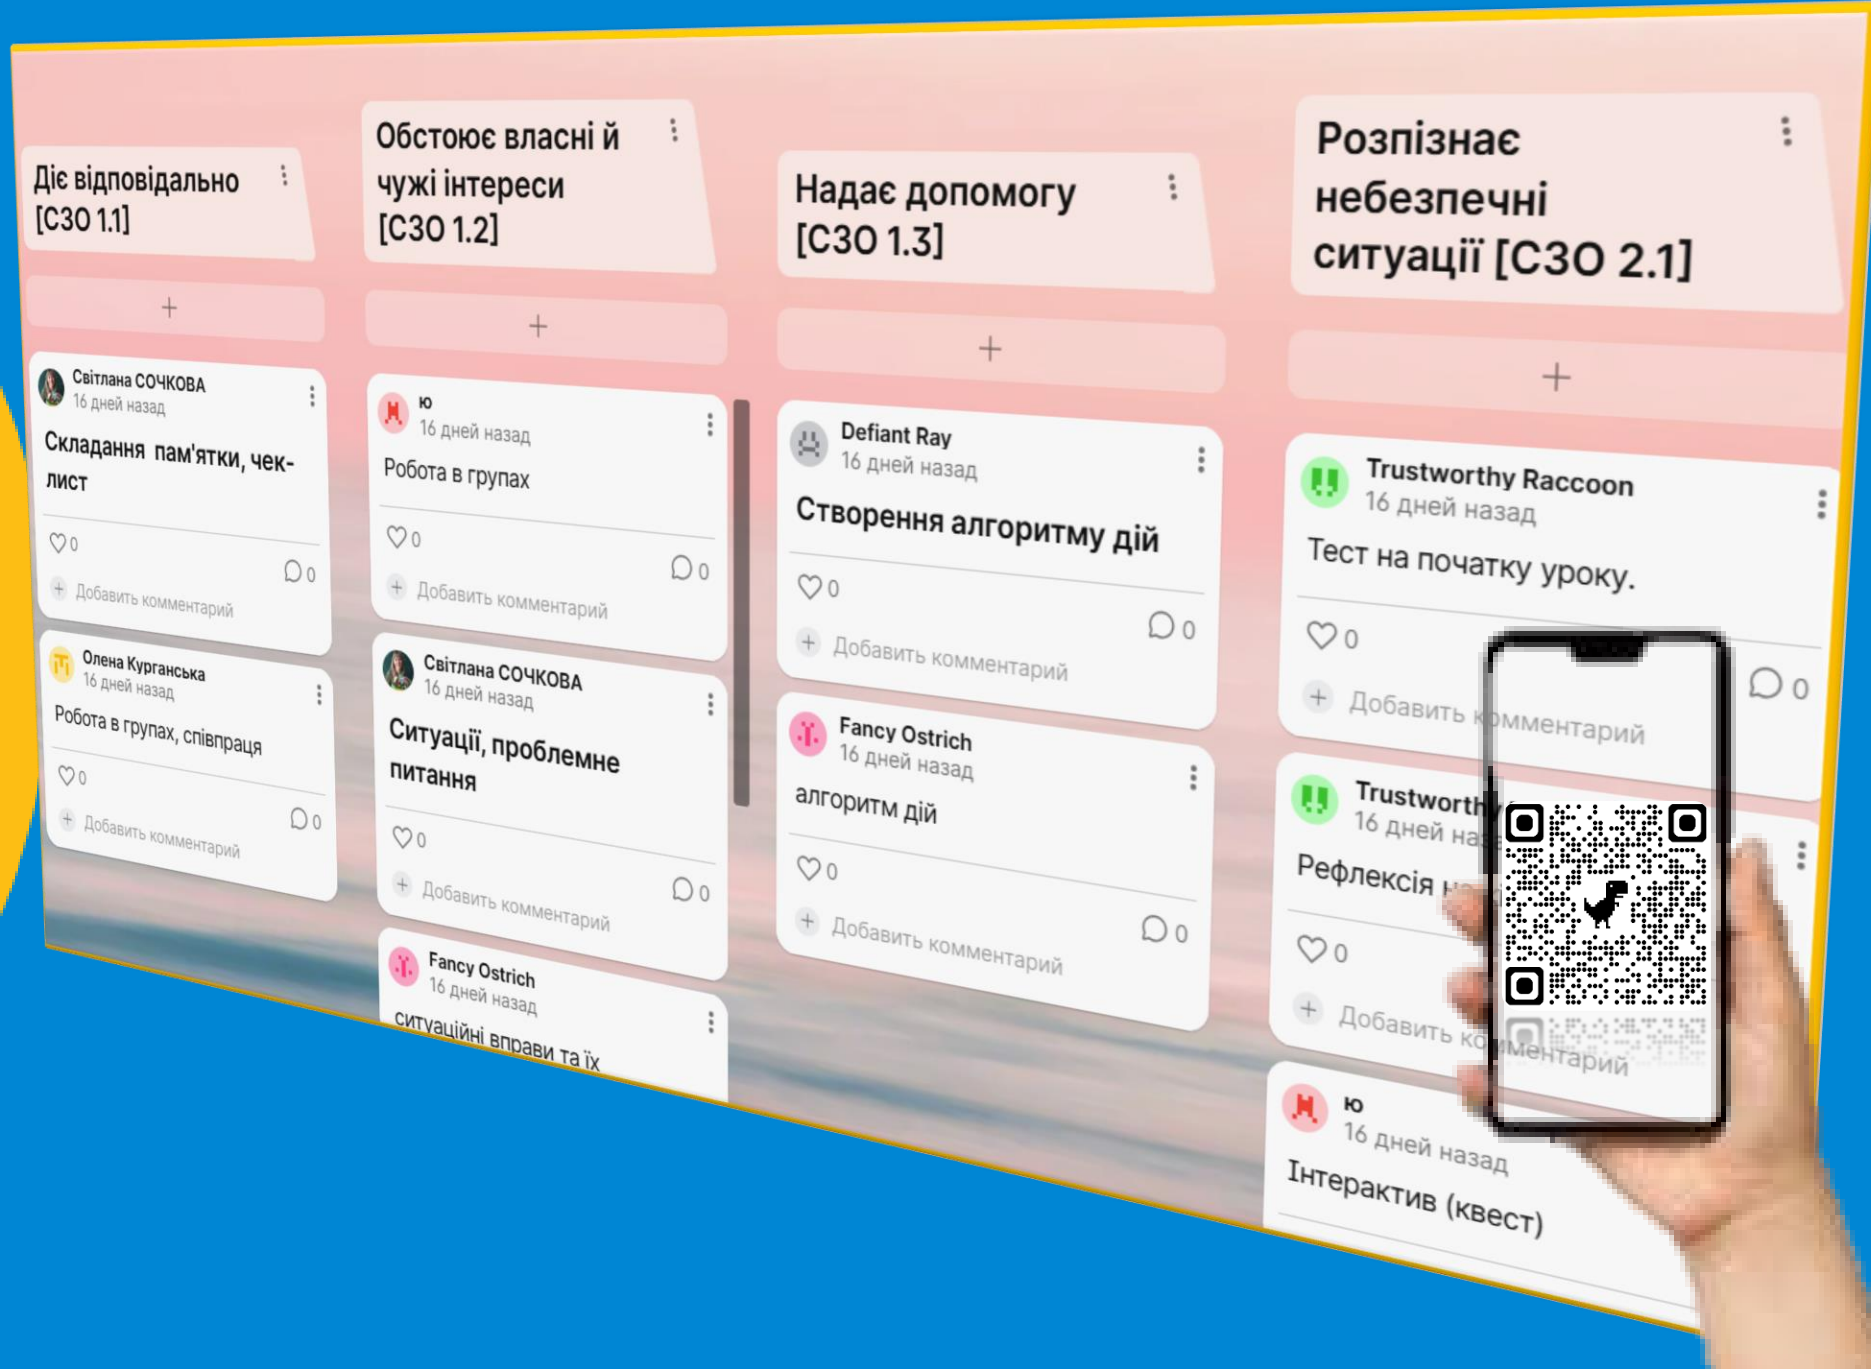 Діє відповідально
[СЗО 1.1]
+
Світлана СОЧКОВА
16 дней назад
Складання пам'ятки, чек-
лист
0
0
+ Добавить комментарий
Олена Курганська
16 дней назад
Робота в групах, співпраця
0
0
+ Добавить комментарий
Обстоює власні й
чужі інтереси
[СЗО 1.2]
+
ю
16 дней назад
Робота в групах
0
0
+ Добавить комментарий
Світлана СОЧКОВА
16 дней назад
Ситуації, проблемне
питання
0
0
+ Добавить комментарий
Fancy Ostrich
16 дней назад
ситуаційні вправи та їх
Надає допомогу
[СЗО 1.3]
+
Defiant Ray
16 дней назад
Створення алгоритму дій
0
0
+ Добавить комментарий
Fancy Ostrich
16 дней назад
алгоритм дій
0
0
+ Добавить комментарий
Розпізнає
небезпечні
ситуації [СЗО 2.1]
+
Trustworthy Raccoon
16 дней назад
Тест на початку уроку.
0
0
+ Добавить комментарий
Trustworthy
16 дней наз
Рефлексія
0
+ Добавить комментарий
ю
16 дней назад
Інтерактив (квест)